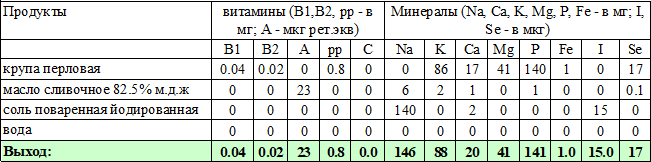 Продукты витамины (B1,B2, pp - в мг; A - мкг рет.экв) Минералы (Na, Ca, K, Mg, P, Fe - в мг; I, Se - в мкг)
B1 B2 A pp C Na K Ca Mg P Fe I Se
крупа перловая 0.04 0.02 0 0.8 0 0 86 17 41 140 1 0 17
масло сливочное 82.5% м.д.ж 0 0 23 0 0 6 2 1 0 1 0 0 0.1
соль поваренная йодированная 0 0 0 0 0 140 0 2 0 0 0 15 0
вода 0 0 0 0 0 0 0 0 0 0 0 0 0
Выход: 0.04 0.02 23 0.8 0.0 146 88 20 41 141 1.0 15.0 17